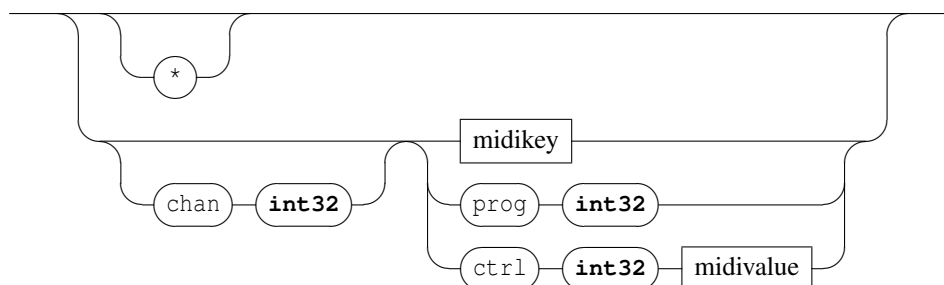 *
midikey
chan int32 prog int32
ctrl int32 midivalue